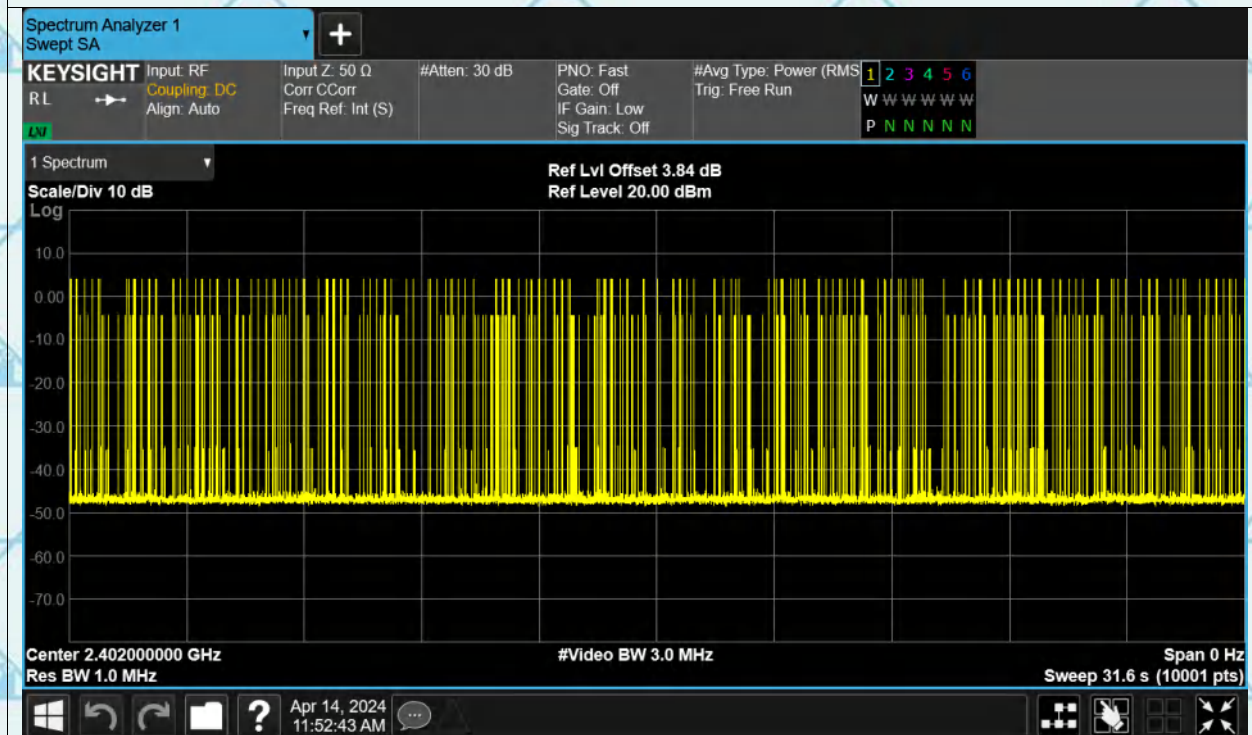 Spectrum Analyzer 1
Swept SA
+
KEYSIGHT
RL
LXI
Input: RF
Coupling: DC
Align: Auto
Input Z: 50 Ω
Corr CCorr
Freq Ref: Int (S)
#Atten: 30 dB
PNO: Fast
Gate: Off
IF Gain: Low
Sig Track: Off
#Avg Type: Power (RMS
Trig: Free Run
1 2 3 4 5 6
W W W W W W
P N N N N N
1 Spectrum
Scale/Div 10 dB
Ref Lvl Offset 3.84 dB
Ref Level 20.00 dBm
Log
10.0
0.00
-10.0
-20.0
-30.0
-40.0
-50.0
-60.0
-70.0
Center 2.402000000 GHz
Res BW 1.0 MHz
#Video BW 3.0 MHz
Span 0 Hz
Sweep 31.6 s (10001 pts)
?
Apr 14, 2024
11:52:43 AM